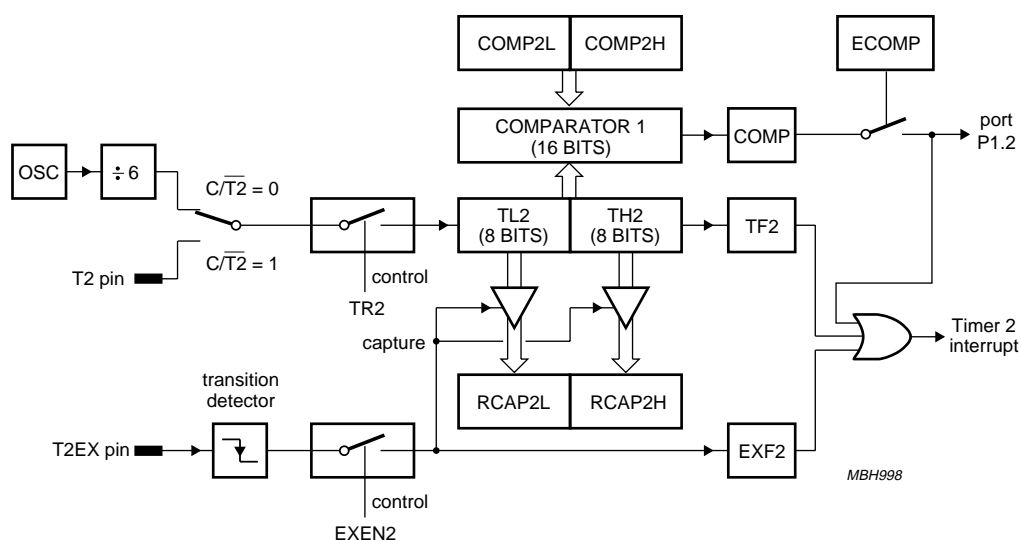 COMP2L COMP2H ECOMP
COMPARATOR 1
(16 BITS)
COMP
port
P1.2
OSC
÷ 6
C/T̅2̅ = 0
C/T̅2̅ = 1
T2 pin
control
TR2
TL2
(8 BITS)
TH2
(8 BITS)
TF2
capture
Timer 2
interrupt
transition
detector
RCAP2L RCAP2H
T2EX pin
EXF2
control
EXEN2
MBH998